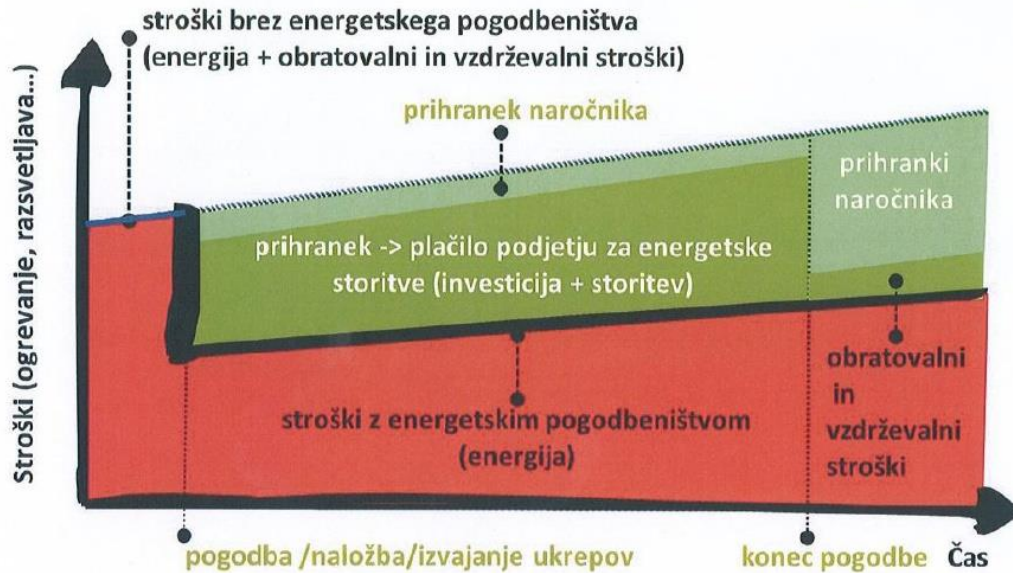 stroški brez energetskega pogodbeništva
(energija + obratovalni in vzdrževalni stroški)
Stroški (ogrevanje, razsvetljava...)
prihranek naročnika
prihranki
naročnika
prihranek -> plačilo podjetju za energetske
storitve (investicija + storitev)
stroški z energetskim pogodbeništvom
(energija)
obratovalni
in
vzdrževalni
stroški
pogodba /naložba/izvajanje ukrepov
konec pogodbe
Čas